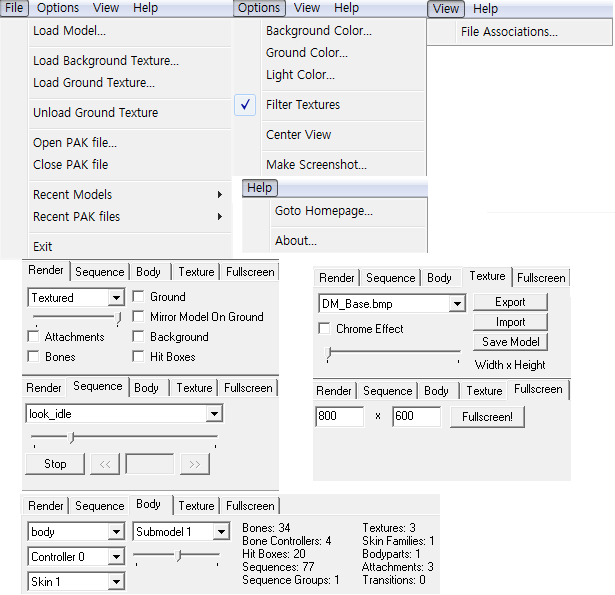 File Options View Help
Load Model...
Load Background Texture...
Load Ground Texture...
Unload Ground Texture
Open PAK file...
Close PAK file
Recent Models
Recent PAK files
Exit
Options View Help
Background Color...
Ground Color...
Light Color...
Filter Textures
Center View
Make Screenshot...
View Help
File Associations...
Help
Goto Homepage...
About...
Render Sequence Body Texture Fullscreen
Textured
Ground
Mirror Model On Ground
Attachments
Background
Bones
Hit Boxes
Render Sequence Body Texture Fullscreen
look_idle
Stop << >>
Render Sequence Body Texture Fullscreen
DM_Base.bmp
Export
Chrome Effect
Import
Save Model
Width x Height
Render Sequence Body Texture Fullscreen
800 x 600 Fullscreen!
Render Sequence Body Texture Fullscreen
body
Submodel 1
Controller 0
Skin 1
Bones: 34
Bone Controllers: 4
Hit Boxes: 20
Sequences: 77
Sequence Groups: 1
Textures: 3
Skin Families: 1
Bodyparts: 1
Attachments: 3
Transitions: 0